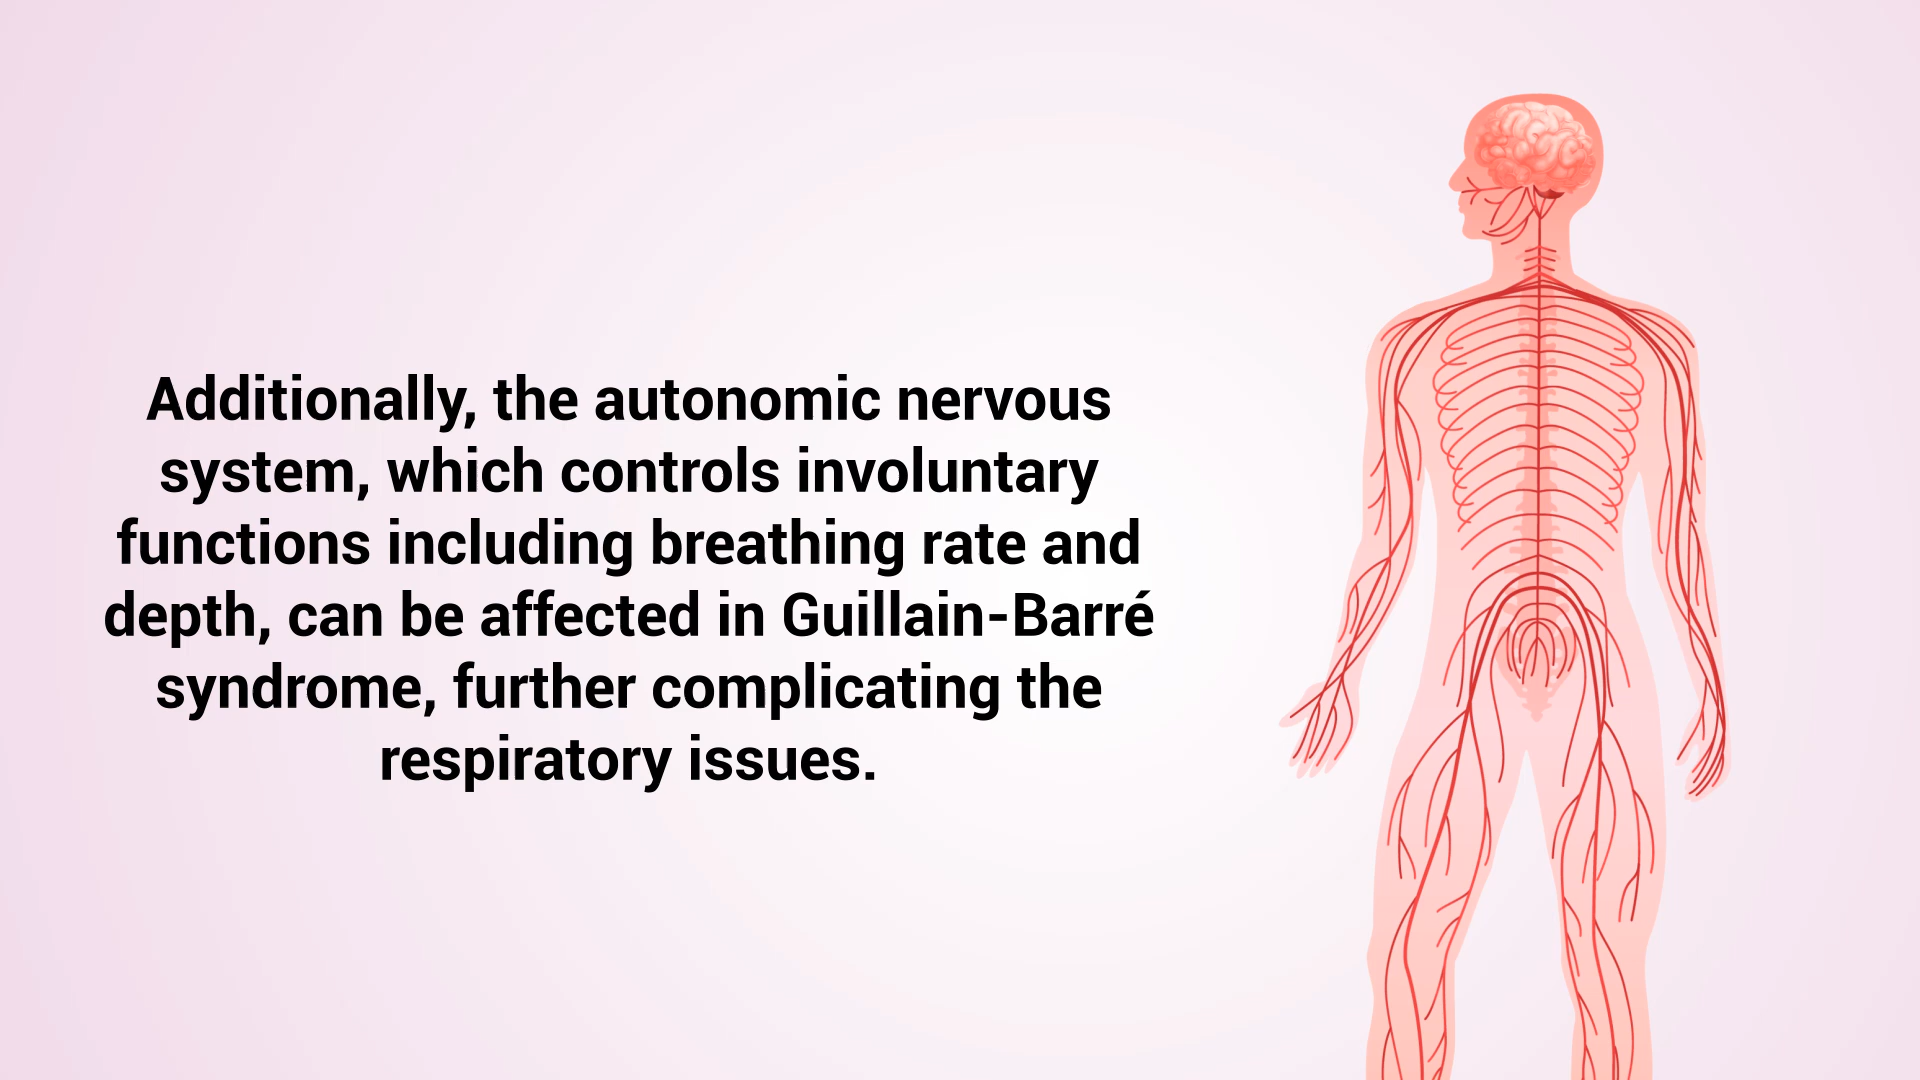 Additionally, the autonomic nervous
system, which controls involuntary
functions including breathing rate and
depth, can be affected in Guillain-Barré
syndrome, further complicating the
respiratory issues.